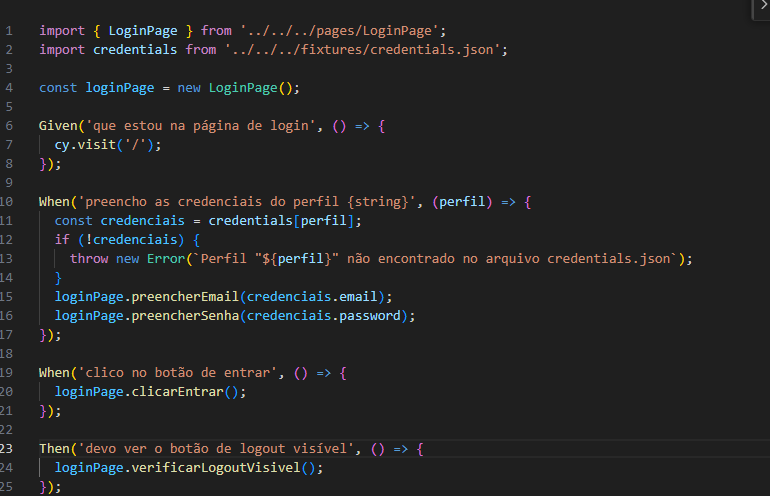 1 import { LoginPage } from '../../../pages/LoginPage';
2 import credentials from '../../../fixtures/credentials.json';
3
4 const loginPage = new LoginPage();
5
6 Given('que estou na página de login', () => {
7 cy.visit('/');
8 });
9
10 When('preencho as credenciais do perfil {string}', (perfil) => {
11 const credenciais = credentials[perfil];
12 if (!credenciais) {
13 throw new Error(`Perfil "${perfil}" não encontrado no arquivo credentials.json`);
14 }
15 loginPage.preencherEmail(credenciais.email);
16 loginPage.preencherSenha(credenciais.password);
17 });
18
19 When('clico no botão de entrar', () => {
20 loginPage.clicarEntrar();
21 });
22
23 Then('devo ver o botão de logout visível', () => {
24 loginPage.verificarLogoutVisivel();
25 });